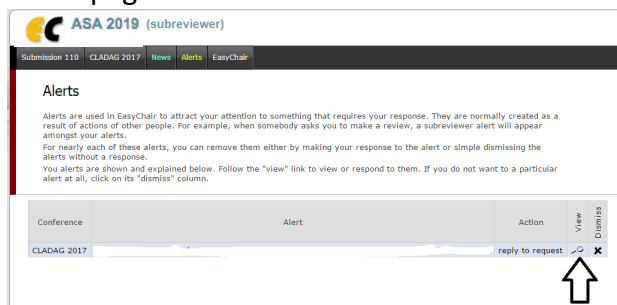 EC ASA 2019 (subreviewer)
Submission 110 CLADAG 2017 News Alerts EasyChair
Alerts
Alerts are used in EasyChair to attract your attention to something that requires your response. They are normally created as a
result of actions of other people. For example, when somebody asks you to make a review, a subreviewer alert will appear
amongst your alerts.
For nearly each of these alerts, you can remove them either by making your response to the alert or simple dismissing the
alerts without a response.
You alerts are shown and explained below. Follow the "view" link to view or respond to them. If you do not want to a particular
alert at all, click on its "dismiss" column.
Conference Alert Action View Dismiss
CLADAG 2017 reply to request